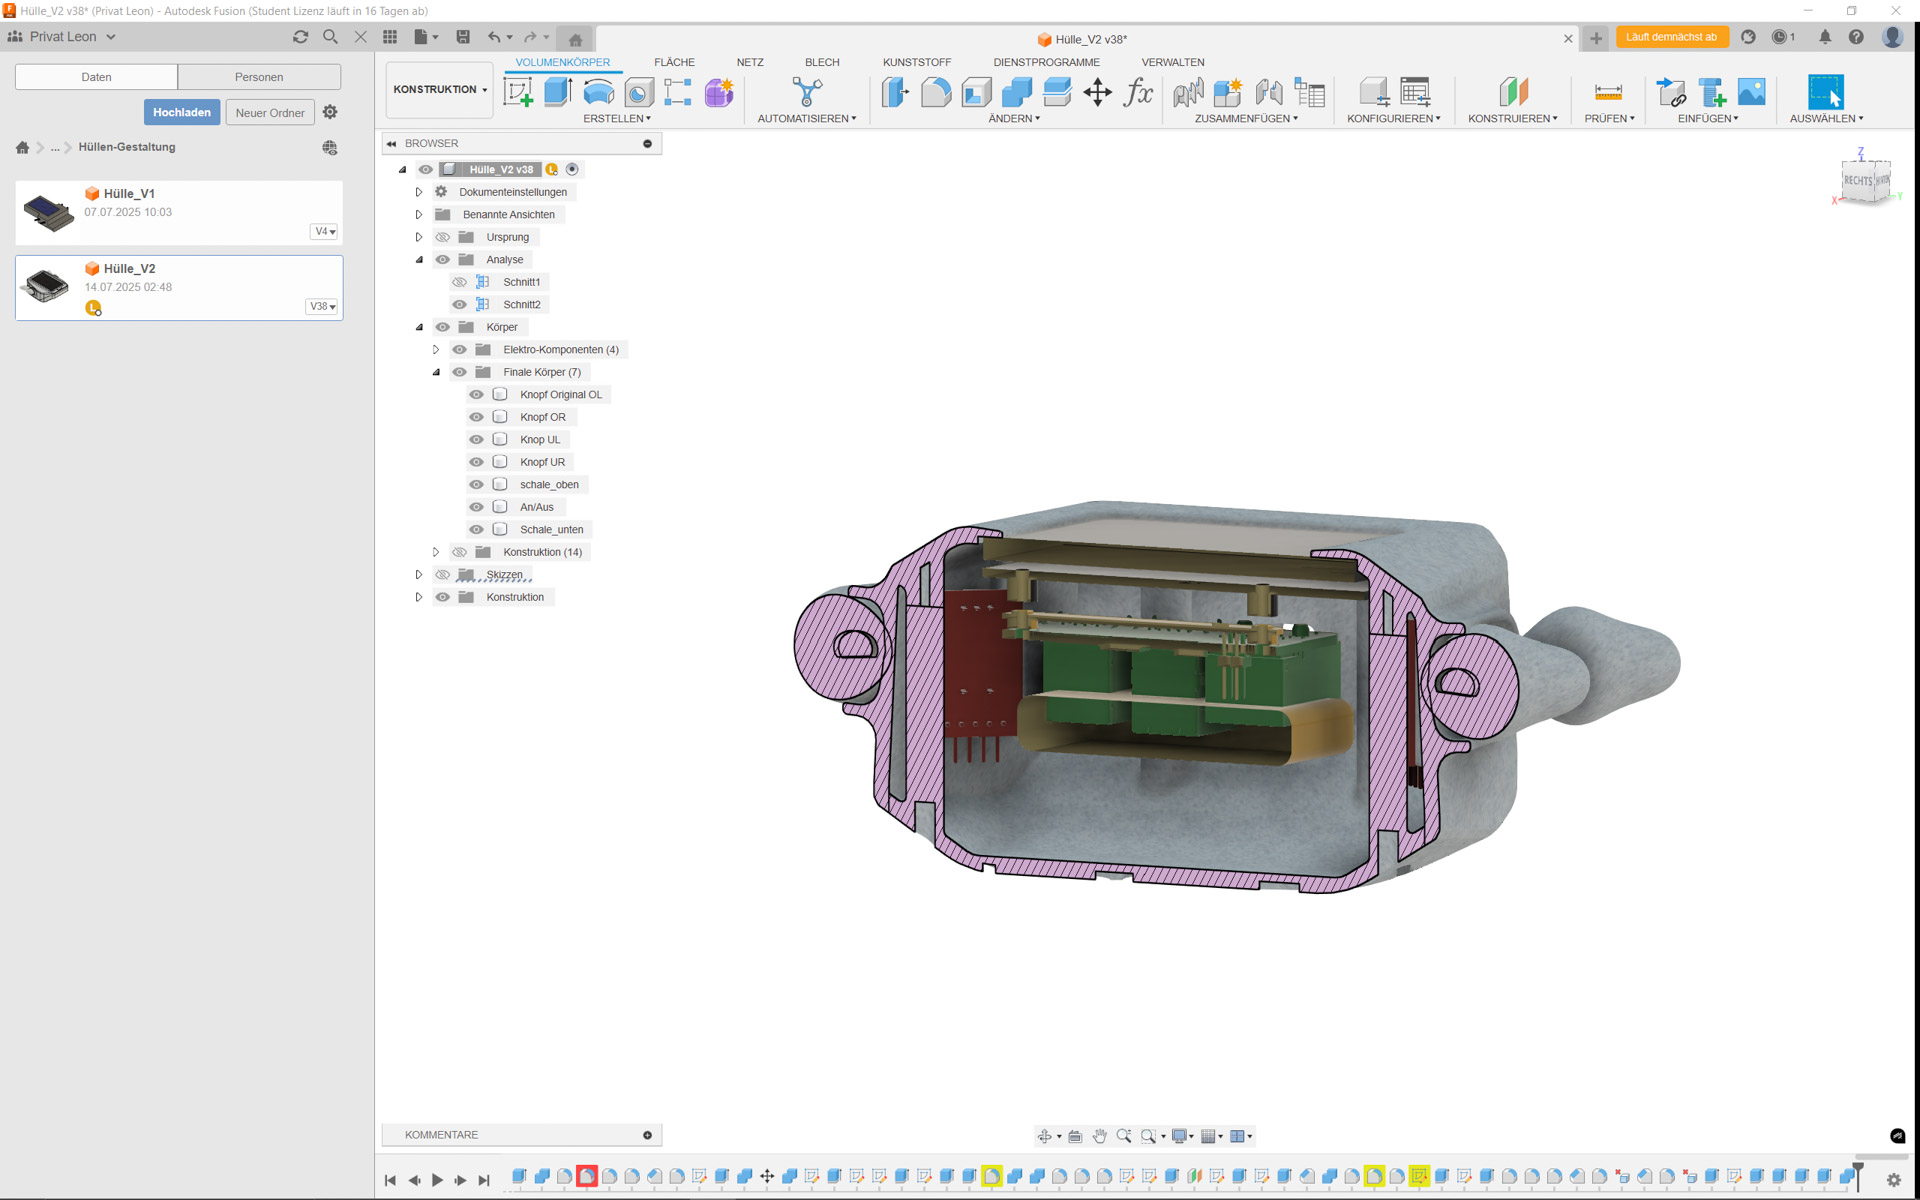 Hülle_V2 v38* (Privat Leon) - Autodesk Fusion (Student Lizenz läuft in 16 Tagen ab)
Privat Leon
Hülle_V2 v38*
Läuft demnächst ab
1
Daten
Personen
Hochladen
Neuer Ordner
...
Hüllen-Gestaltung
Hülle_V1
07.07.2025 10:03
V4
Hülle_V2
14.07.2025 02:48
L
V38
VOLUMENKÖRPER
FLÄCHE
NETZ
BLECH
KUNSTSTOFF
DIENSTPROGRAMME
VERWALTEN
KONSTRUKTION
ERSTELLEN
AUTOMATISIEREN
ÄNDERN
ZUSAMMENFÜGEN
KONFIGURIEREN
KONSTRUIEREN
PRÜFEN
EINFÜGEN
AUSWÄHLEN
fx
BROWSER
Hülle_V2 v38
L
Dokumenteinstellungen
Benannte Ansichten
Ursprung
Analyse
Schnitt1
Schnitt2
Körper
Elektro-Komponenten (4)
Finale Körper (7)
Knopf Original OL
Knopf OR
Knop UL
Knopf UR
schale_oben
An/Aus
Schale_unten
Konstruktion (14)
Skizzen
Konstruktion
Z
RECHTS
X
Y
KOMMENTARE